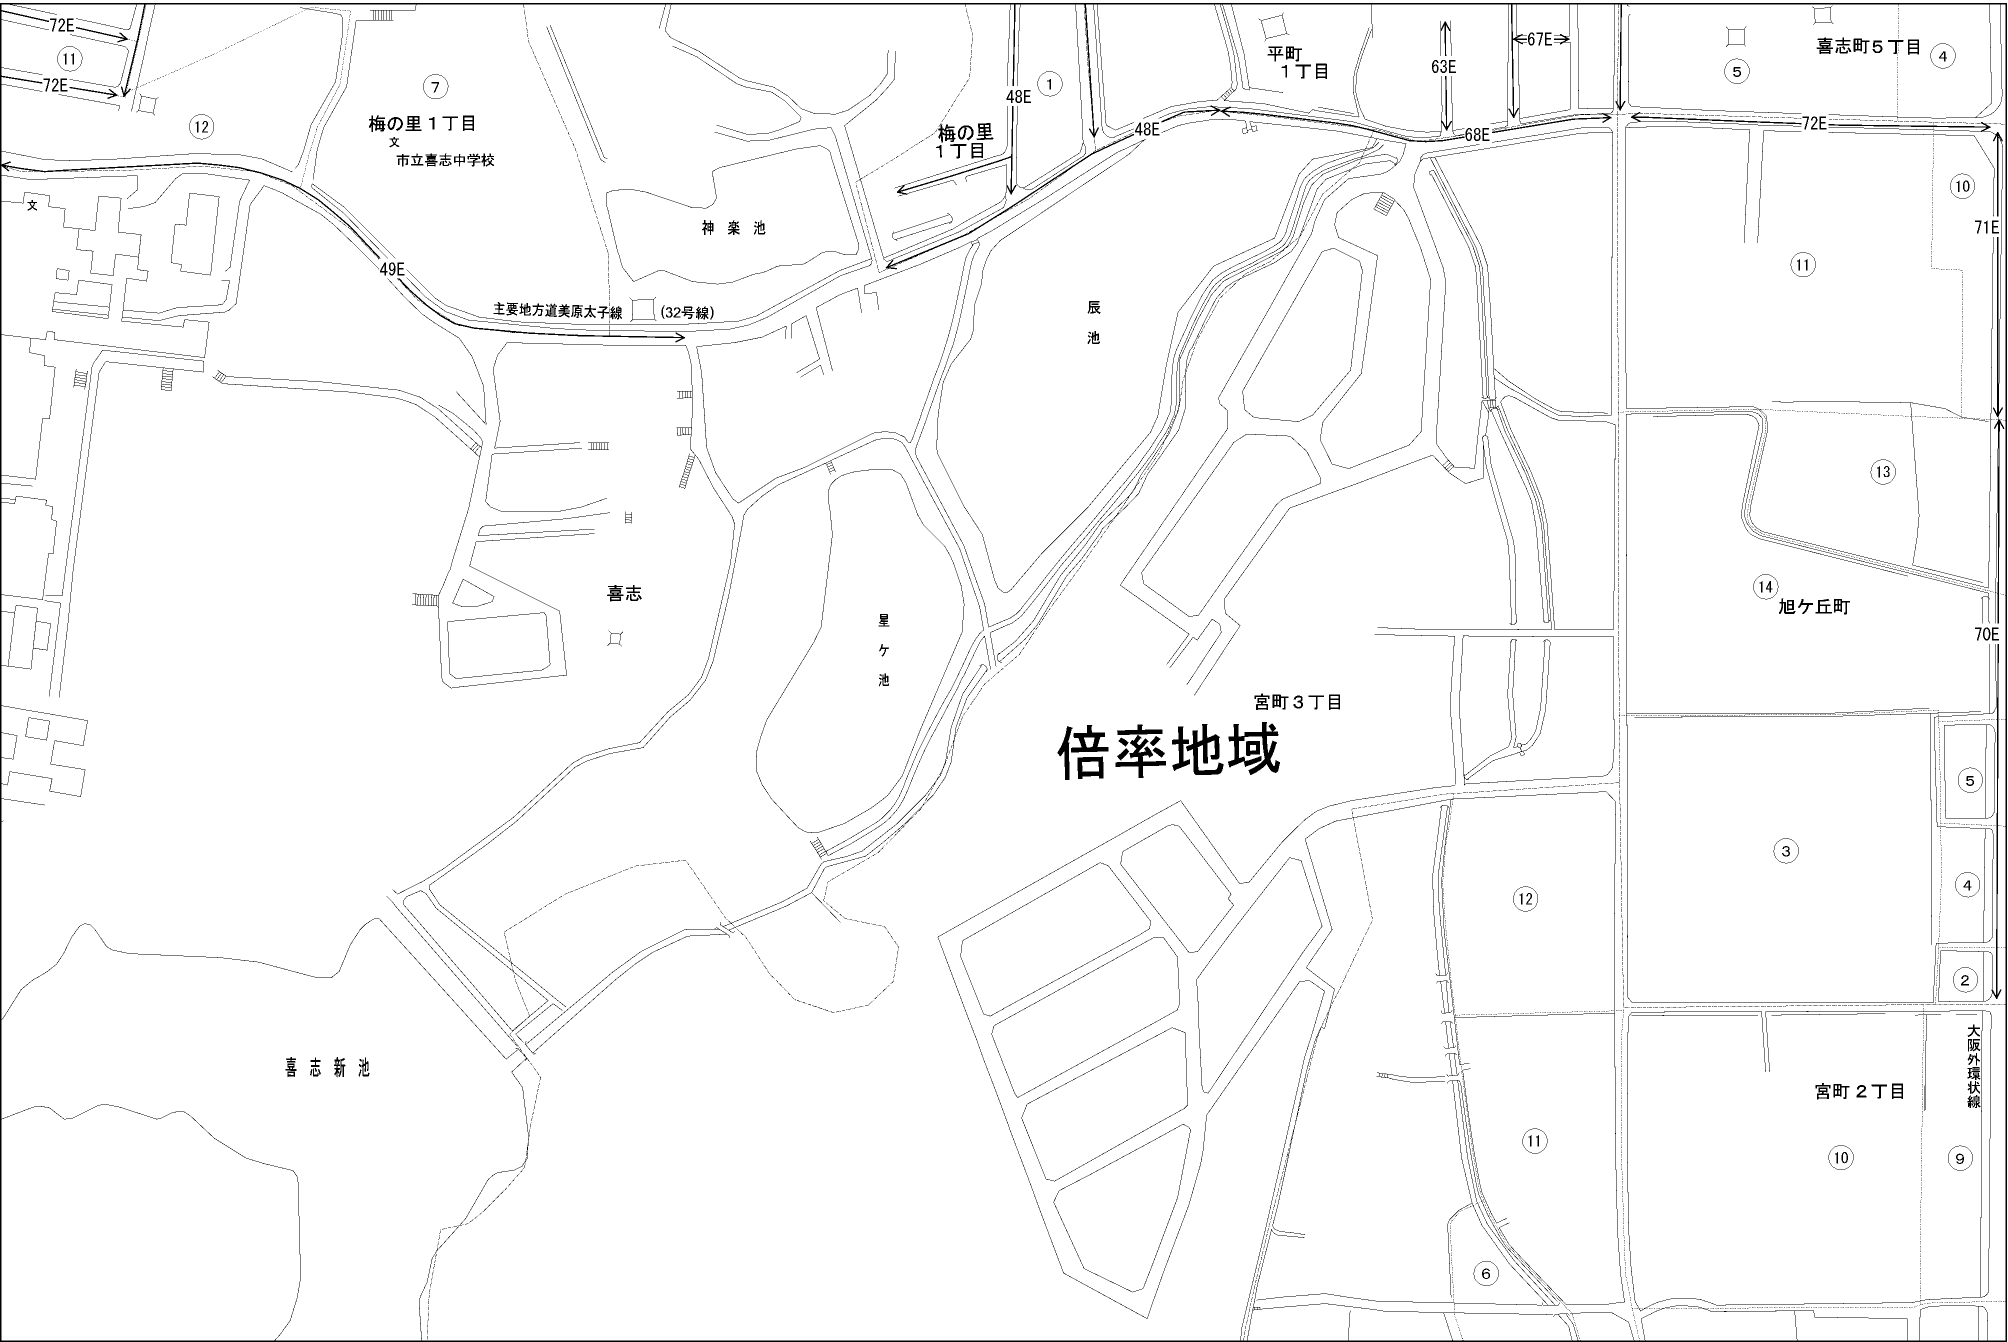 72E
67E
喜志町５丁目
④
平町
１丁目
⑪
⑤
63E
⑦
①
72E
48E
梅の里１丁目
⑫
梅の里
１丁目
48E
68E
72E
文
市立喜志中学校
⑩
文
神楽池
71E
49E
⑪
主要地方道美原太子線
(32号線)
辰池
⑬
⑭
旭ケ丘町
喜志
星ケ池
70E
宮町３丁目
倍率地域
⑤
③
④
⑫
②
大阪外環状線
喜志新池
宮町２丁目
⑪
⑩
⑨
⑥